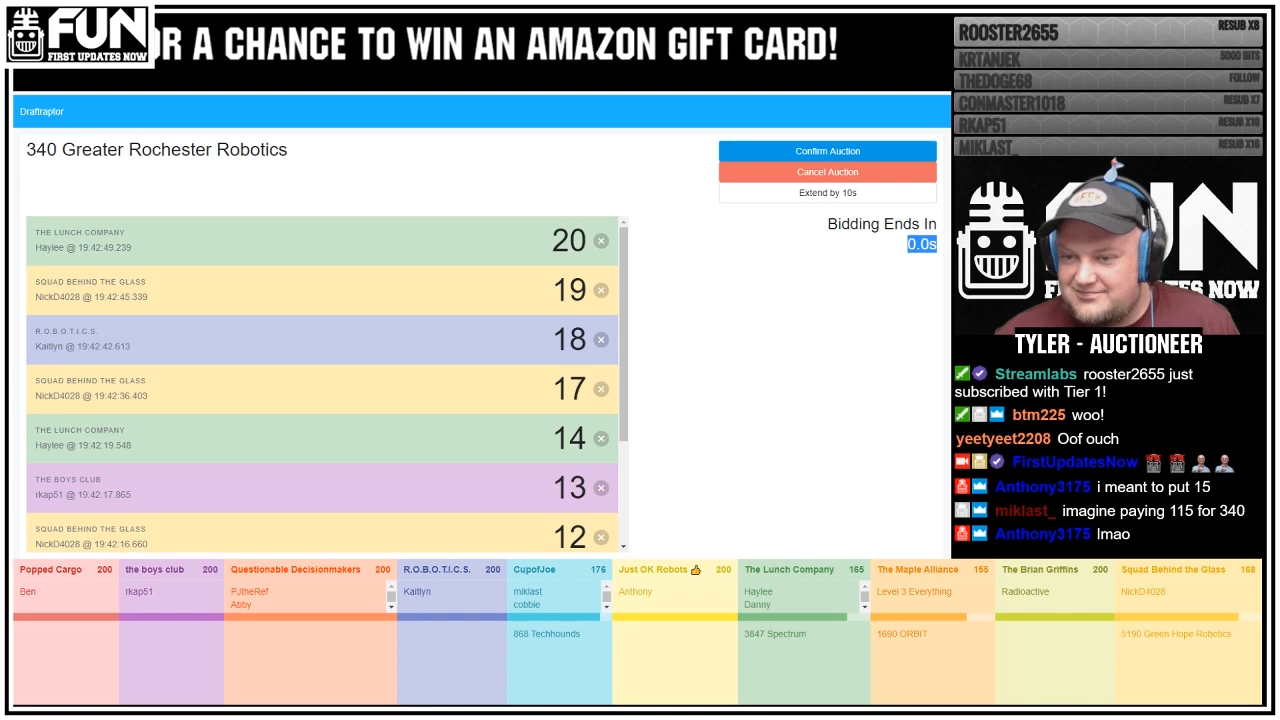 FUN
FIRST UPDATES NOW
OR A CHANCE TO WIN AN AMAZON GIFT CARD!
ROOSTER2655 RESUB X8
KRTANJEK 5000 BITS
THEDOGE68 FOLLOW
CONMASTER1018 RESUB X7
RKAP51 RESUB X10
MIKLAST_ RESUB X16
Draftraptor
340 Greater Rochester Robotics
Confirm Auction
Cancel Auction
Extend by 10s
Bidding Ends In
0.0s
THE LUNCH COMPANY
Haylee @ 19:42:49.239
20
SQUAD BEHIND THE GLASS
NickD4028 @ 19:42:45.339
19
R.O.B.O.T.I.C.S.
Kaitlyn @ 19:42:42.613
18
SQUAD BEHIND THE GLASS
NickD4028 @ 19:42:36.403
17
THE LUNCH COMPANY
Haylee @ 19:42:19.548
14
THE BOYS CLUB
rkap51 @ 19:42:17.865
13
SQUAD BEHIND THE GLASS
NickD4028 @ 19:42:16.660
12
TYLER - AUCTIONEER
Streamlabs rooster2655 just
subscribed with Tier 1!
btm225 woo!
yeetyeet2208 Oof ouch
FirstUpdatesNow
Anthony3175 i meant to put 15
miklast_ imagine paying 115 for 340
Anthony3175 lmao
Popped Cargo 200
Ben
the boys club 200
rkap51
Questionable Decisionmakers 200
PJtheRef
Abby
R.O.B.O.T.I.C.S. 200
Kaitlyn
CupofJoe 176
miklast
cobbie
868 Techhounds
Just OK Robots 👍 200
Anthony
The Lunch Company 165
Haylee
Danny
3847 Spectrum
The Maple Alliance 155
Level 3 Everything
1690 ORBIT
The Brian Griffins 200
Radioactive
Squad Behind the Glass 168
NickD4028
5190 Green Hope Robotics